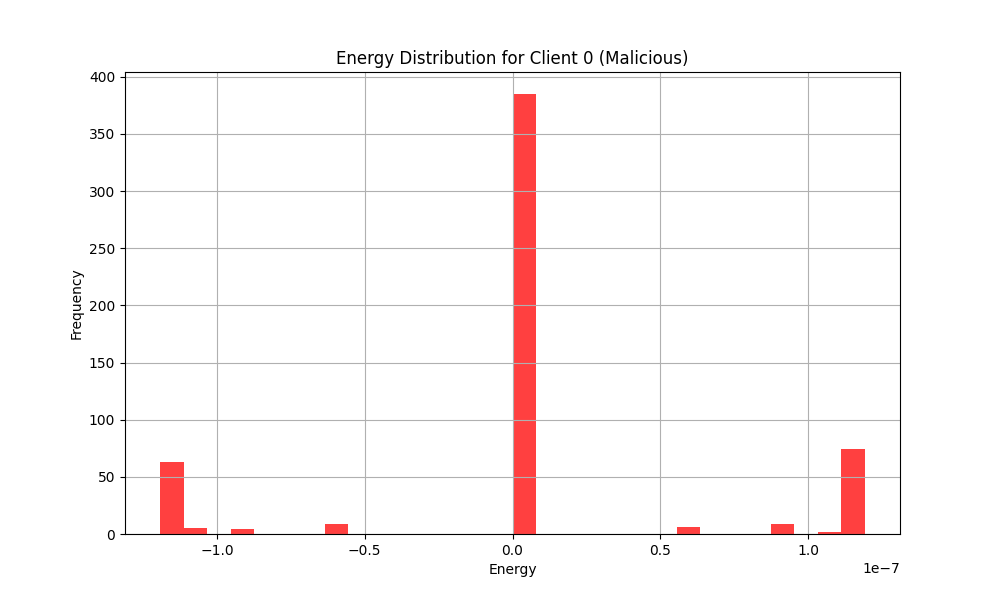 Energy Distribution for Client 0 (Malicious)
400
350
300
250
200
150
100
50
0
Frequency
−1.0 −0.5 0.0 0.5 1.0
1e−7
Energy